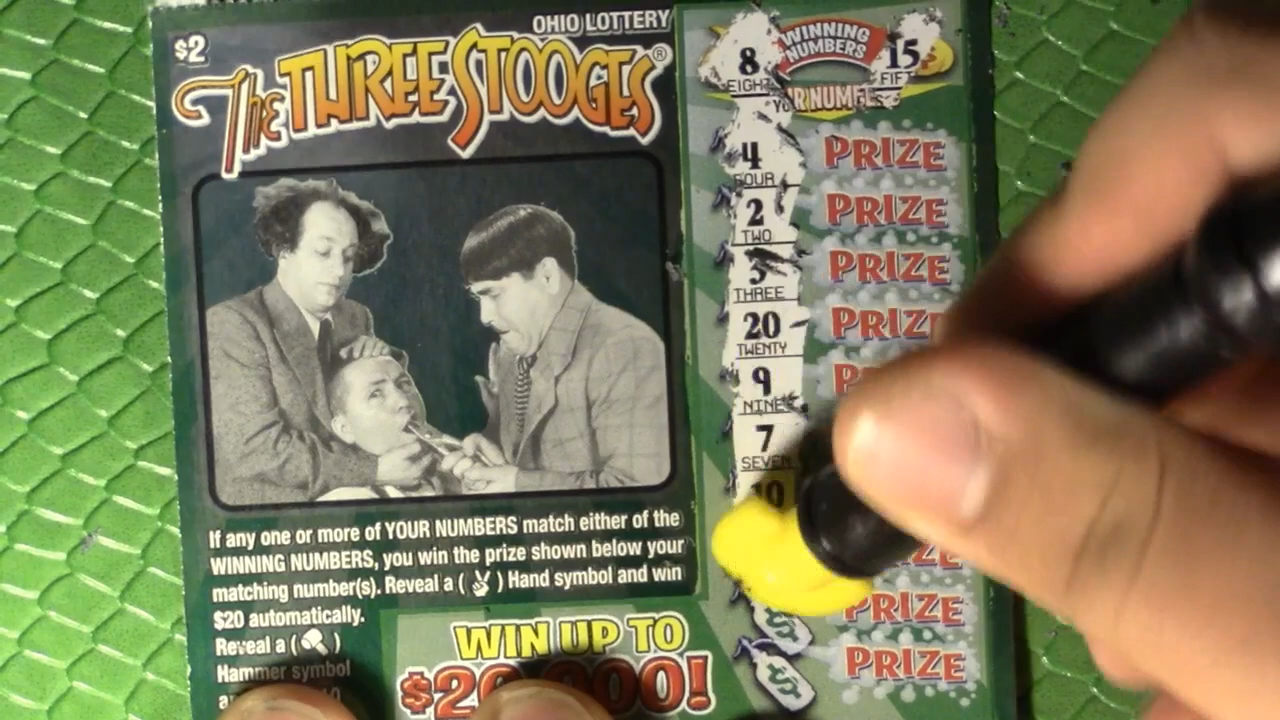 OHIO LOTTERY
$2
The THREE STOOGES®
WINNING
NUMBERS
8
EIGHT
15
4
FOUR
PRIZE
2
TWO
PRIZE
3
THREE
PRIZE
20
TWENTY
PRIZE
9
NINE
7
SEVEN
PRIZE
PRIZE
If any one or more of YOUR NUMBERS match either of the
WINNING NUMBERS, you win the prize shown below your
matching number(s). Reveal a ( ) Hand symbol and win
$20 automatically.
Reveal a ( )
Hammer symbol
WIN UP TO
$20,000!